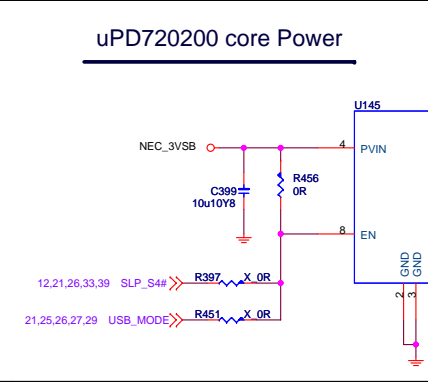 uPD720200 core Power
U145
NEC_3VSB
4
PVIN
R456
0R
C399
10u10Y8
8
EN
GND
GND
12,21,26,33,39 SLP_S4#
R397
X_0R
2
3
21,25,26,27,29 USB_MODE
R451
X_0R